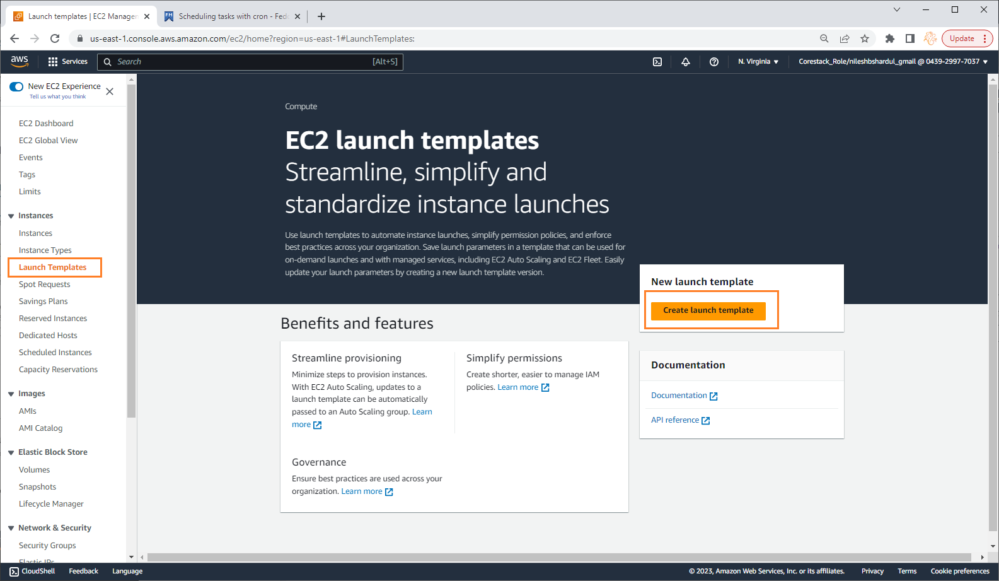 Launch templates | EC2 Managem
Scheduling tasks with cron - Fedo
us-east-1.console.aws.amazon.com/ec2/home?region=us-east-1#LaunchTemplates:
Update
aws
Services
Search
[Alt+S]
N. Virginia
Corestack_Role/nileshbshardul_gmail @ 0439-2997-7037
New EC2 Experience
Tell us what you think
EC2 Dashboard
EC2 Global View
Events
Tags
Limits
Instances
Instances
Instance Types
Launch Templates
Spot Requests
Savings Plans
Reserved Instances
Dedicated Hosts
Scheduled Instances
Capacity Reservations
Images
AMIs
AMI Catalog
Elastic Block Store
Volumes
Snapshots
Lifecycle Manager
Network & Security
Security Groups
Elastic IPs
Compute
EC2 launch templates
Streamline, simplify and
standardize instance launches
Use launch templates to automate instance launches, simplify permission policies, and enforce
best practices across your organization. Save launch parameters in a template that can be used for
on-demand launches and with managed services, including EC2 Auto Scaling and EC2 Fleet. Easily
update your launch parameters by creating a new launch template version.
New launch template
Create launch template
Benefits and features
Streamline provisioning
Minimize steps to provision instances.
With EC2 Auto Scaling, updates to a
launch template can be automatically
passed to an Auto Scaling group. Learn
more
Simplify permissions
Create shorter, easier to manage IAM
policies. Learn more
Governance
Ensure best practices are used across your
organization. Learn more
Documentation
Documentation
API reference
CloudShell
Feedback
Language
© 2023, Amazon Web Services, Inc. or its affiliates.
Privacy
Terms
Cookie preferences